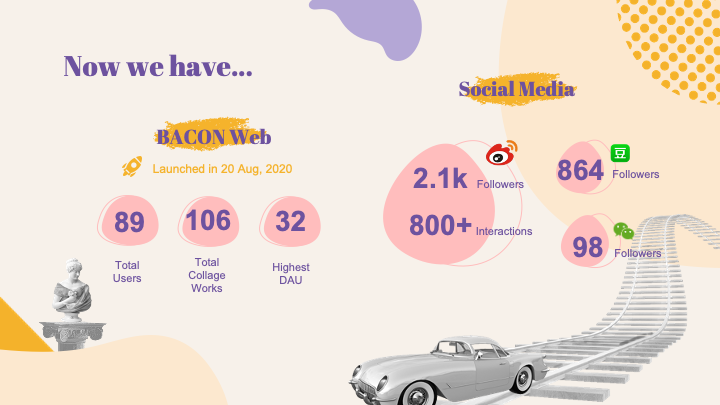 Now we have...
BACON Web
Launched in 20 Aug, 2020
89
Total
Users
106
Total
Collage
Works
32
Highest
DAU
Social Media
2.1k Followers
800+ Interactions
豆
864 Followers
98 Followers